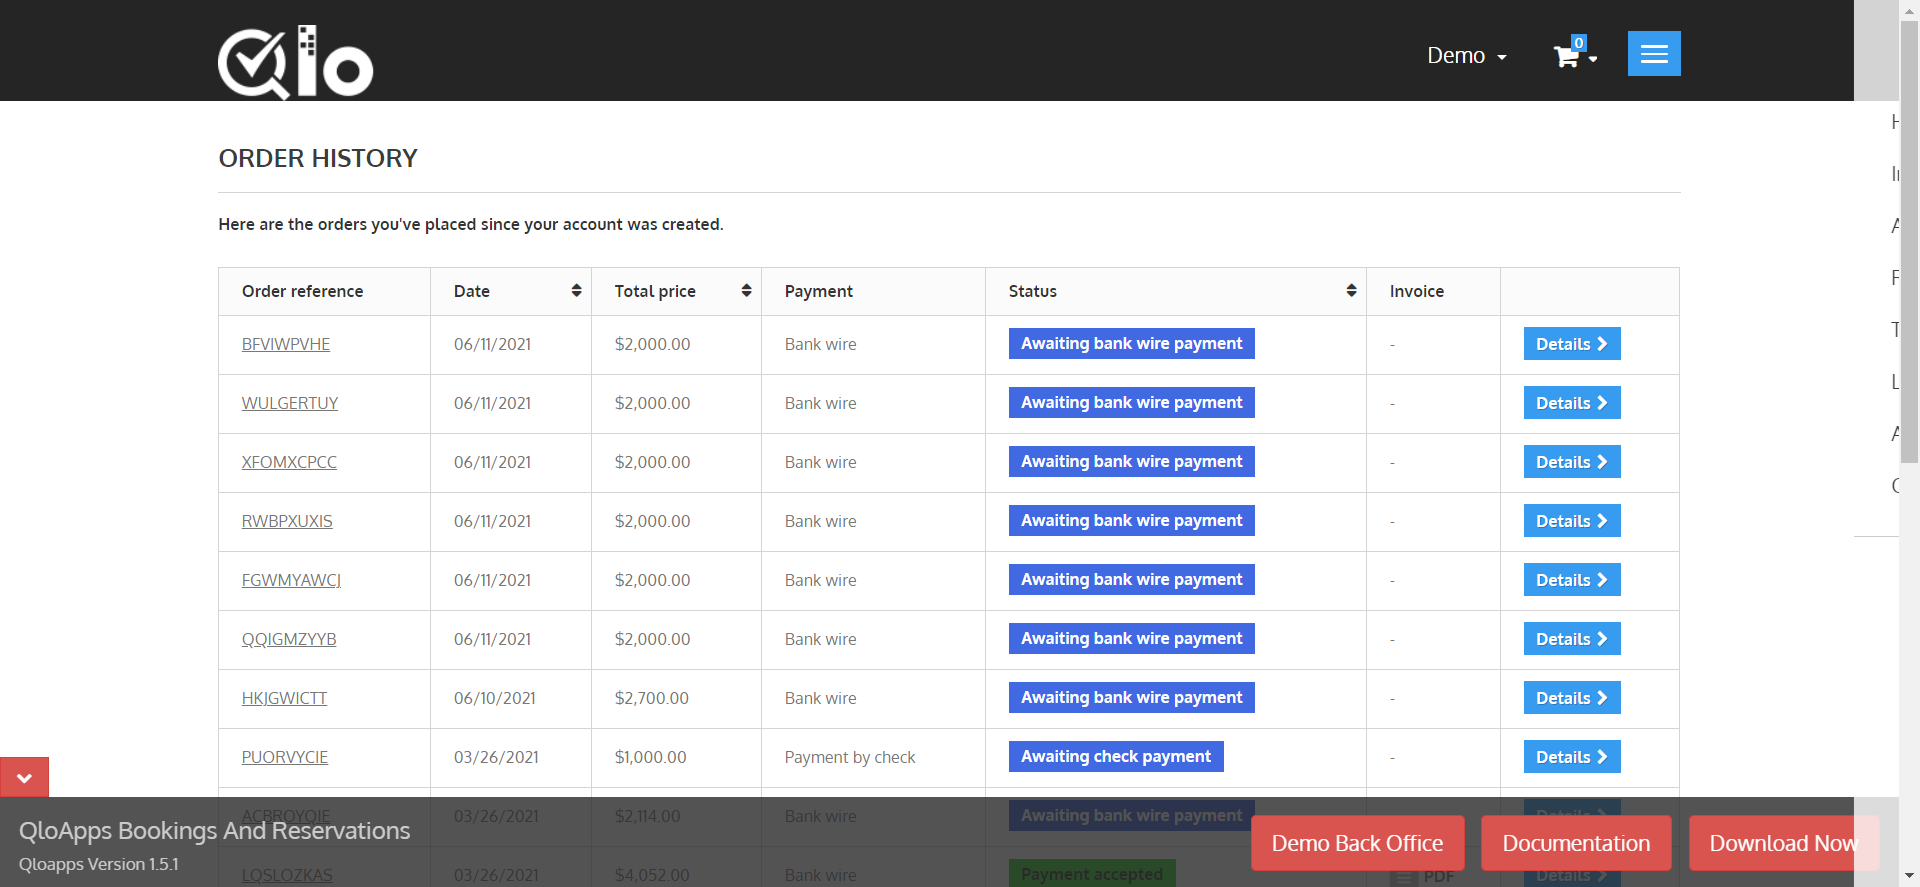 Qlo
Demo
0
ORDER HISTORY
Here are the orders you've placed since your account was created.
Order reference Date Total price Payment Status Invoice
BFVIWPVHE 06/11/2021 $2,000.00 Bank wire Awaiting bank wire payment - Details
WULGERTUY 06/11/2021 $2,000.00 Bank wire Awaiting bank wire payment - Details
XFOMXCPCC 06/11/2021 $2,000.00 Bank wire Awaiting bank wire payment - Details
RWBPXUXIS 06/11/2021 $2,000.00 Bank wire Awaiting bank wire payment - Details
FGWMYAWCJ 06/11/2021 $2,000.00 Bank wire Awaiting bank wire payment - Details
QQIGMZYYB 06/11/2021 $2,000.00 Bank wire Awaiting bank wire payment - Details
HKJGWICTT 06/10/2021 $2,700.00 Bank wire Awaiting bank wire payment - Details
PUORVYCIE 03/26/2021 $1,000.00 Payment by check Awaiting check payment - Details
ACBROYQIE 03/26/2021 $2,114.00 Bank wire Awaiting bank wire payment Details
LQSLOZKAS 03/26/2021 $4,052.00 Bank wire Payment accepted PDF Details
QloApps Bookings And Reservations
Qloapps Version 1.5.1
Demo Back Office
Documentation
Download Now